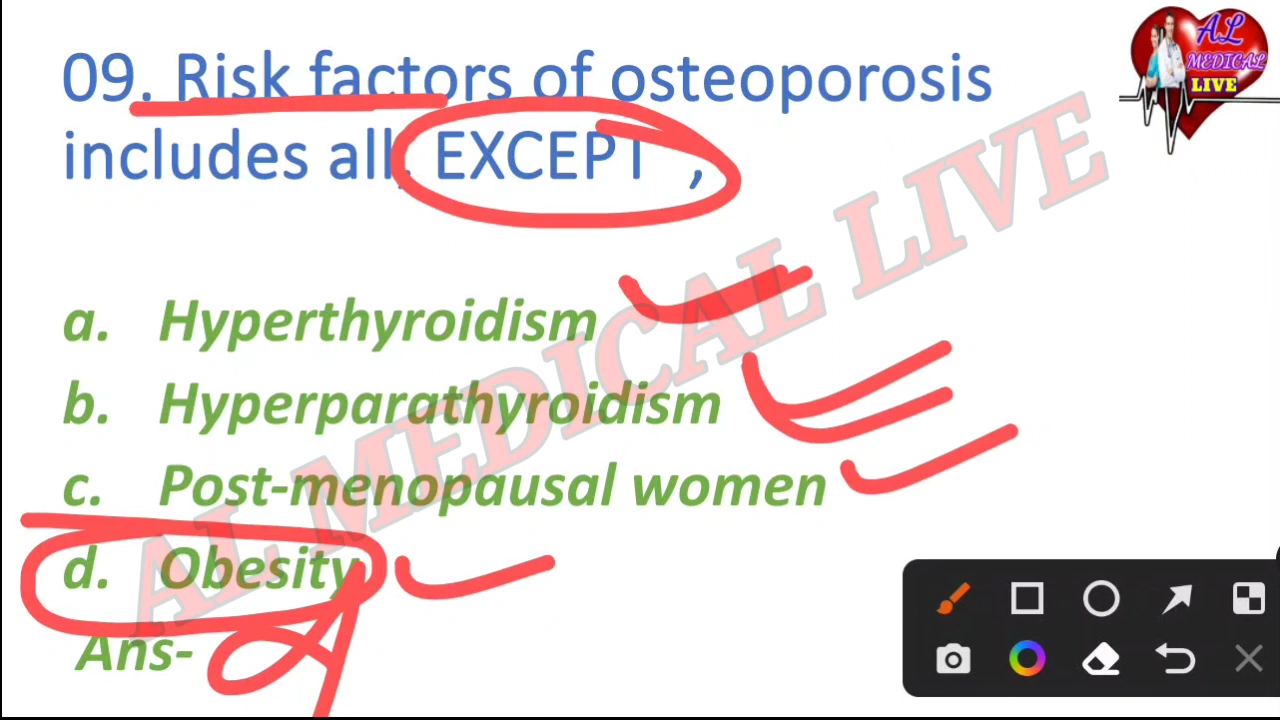 09. Risk factors of osteoporosis
includes all, EXCEPT ,
a. Hyperthyroidism
b. Hyperparathyroidism
c. Post-menopausal women
d. Obesity
Ans- d
AL
MEDICAL
LIVE
AL MEDICAL LIVE